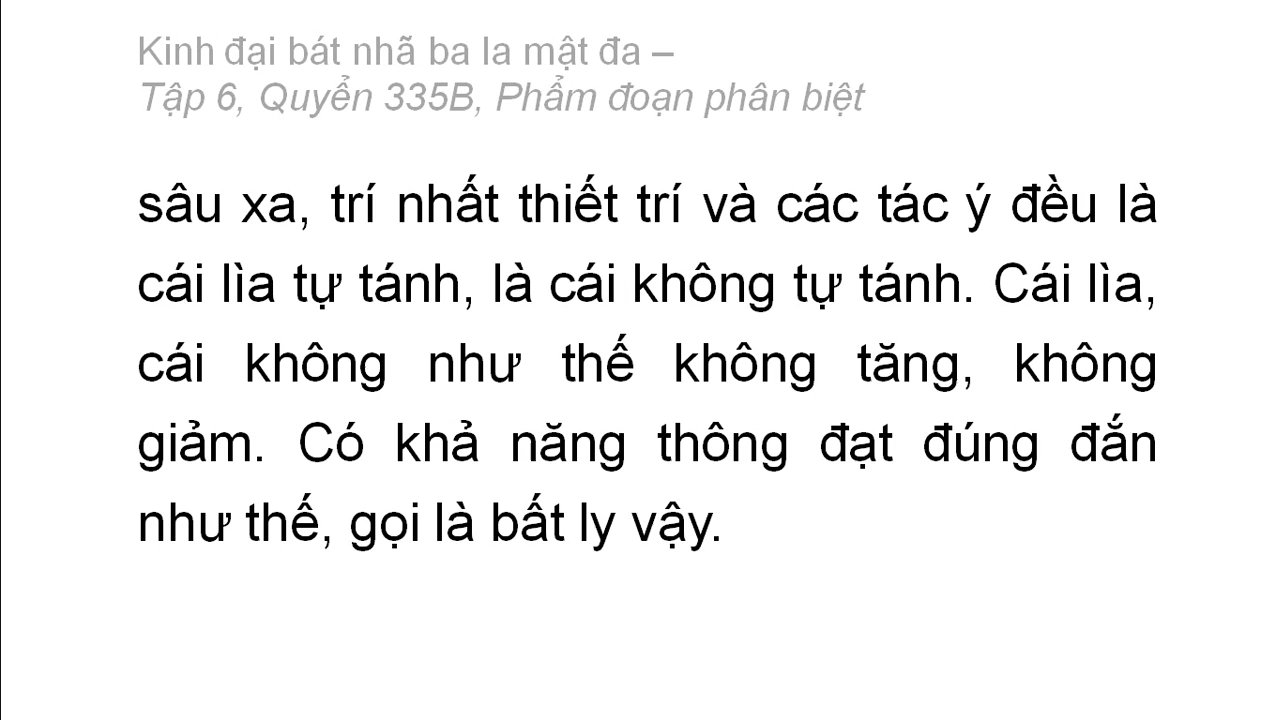 Kinh đại bát nhã ba la mật đa –
Tập 6, Quyển 335B, Phẩm đoạn phân biệt
sâu xa, trí nhất thiết trí và các tác ý đều là
cái lìa tự tánh, là cái không tự tánh. Cái lìa,
cái không như thế không tăng, không
giảm. Có khả năng thông đạt đúng đắn
như thế, gọi là bất ly vậy.